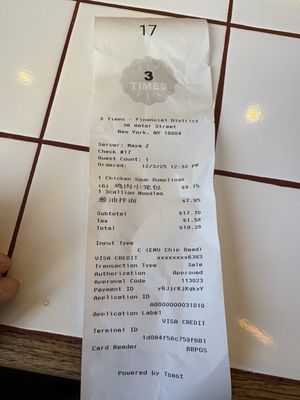 17
3
TIMES
3 Times - Financial District
90 Water Street
New York, NY 10004
Server: Maya Z
Check #17
Guest Count: 1
Ordered: 12/3/25 12:32 PM
1 Chicken Soup Dumplings
(6) 鸡肉小笼包 $9.75
1 Scallion Noodles
葱油拌面 $7.95
Subtotal $17.70
Tax $1.58
Total $19.28
Input Type
C (EMV Chip Read)
VISA CREDIT xxxxxxxx6383
Transaction Type Sale
Authorization Approved
Approval Code 113023
Payment ID
Application ID
A0000000031010
Application Label
VISA CREDIT
Terminal ID
1d004f58c759f6B1
Card Reader BBPOS
Powered by Toast